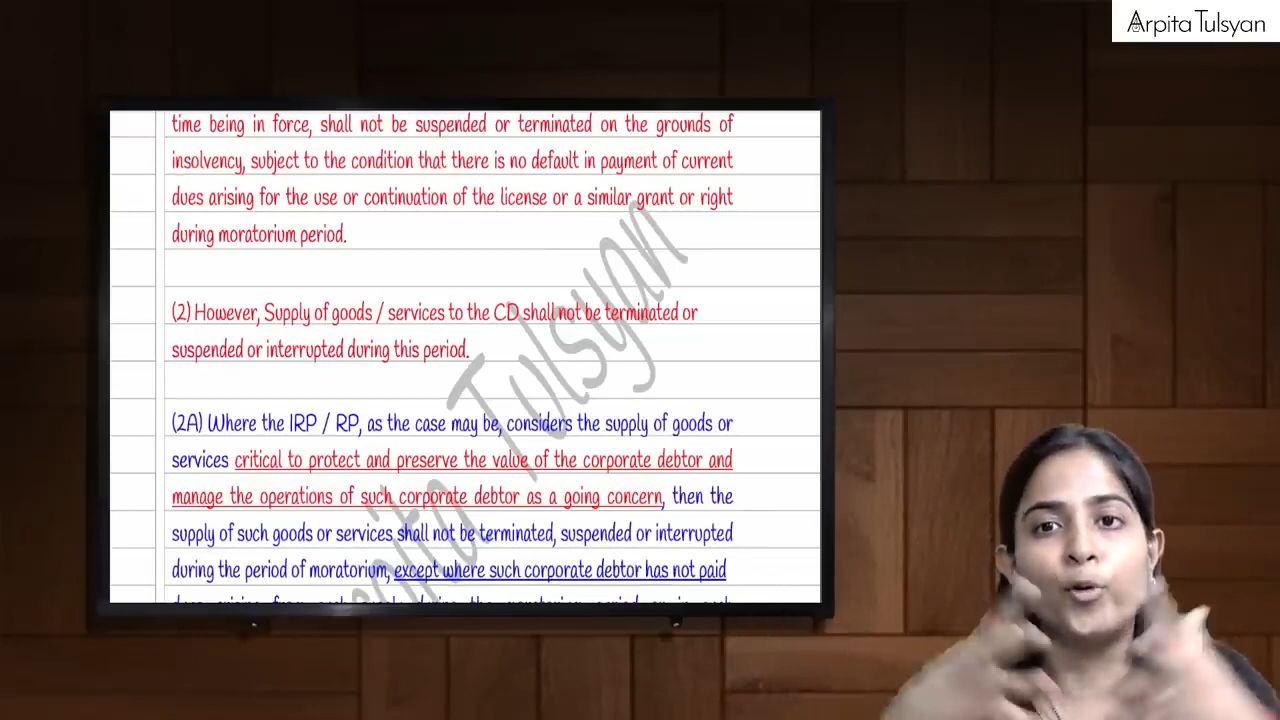 Arpita Tulsyan
time being in force, shall not be suspended or terminated on the grounds of
insolvency, subject to the condition that there is no default in payment of current
dues arising for the use or continuation of the license or a similar grant or right
during moratorium period.
(2) However, Supply of goods / services to the CD shall not be terminated or
suspended or interrupted during this period.
(2A) Where the IRP / RP, as the case may be, considers the supply of goods or
services critical to protect and preserve the value of the corporate debtor and
manage the operations of such corporate debtor as a going concern, then the
supply of such goods or services shall not be terminated, suspended or interrupted
during the period of moratorium, except where such corporate debtor has not paid
Tulsyan